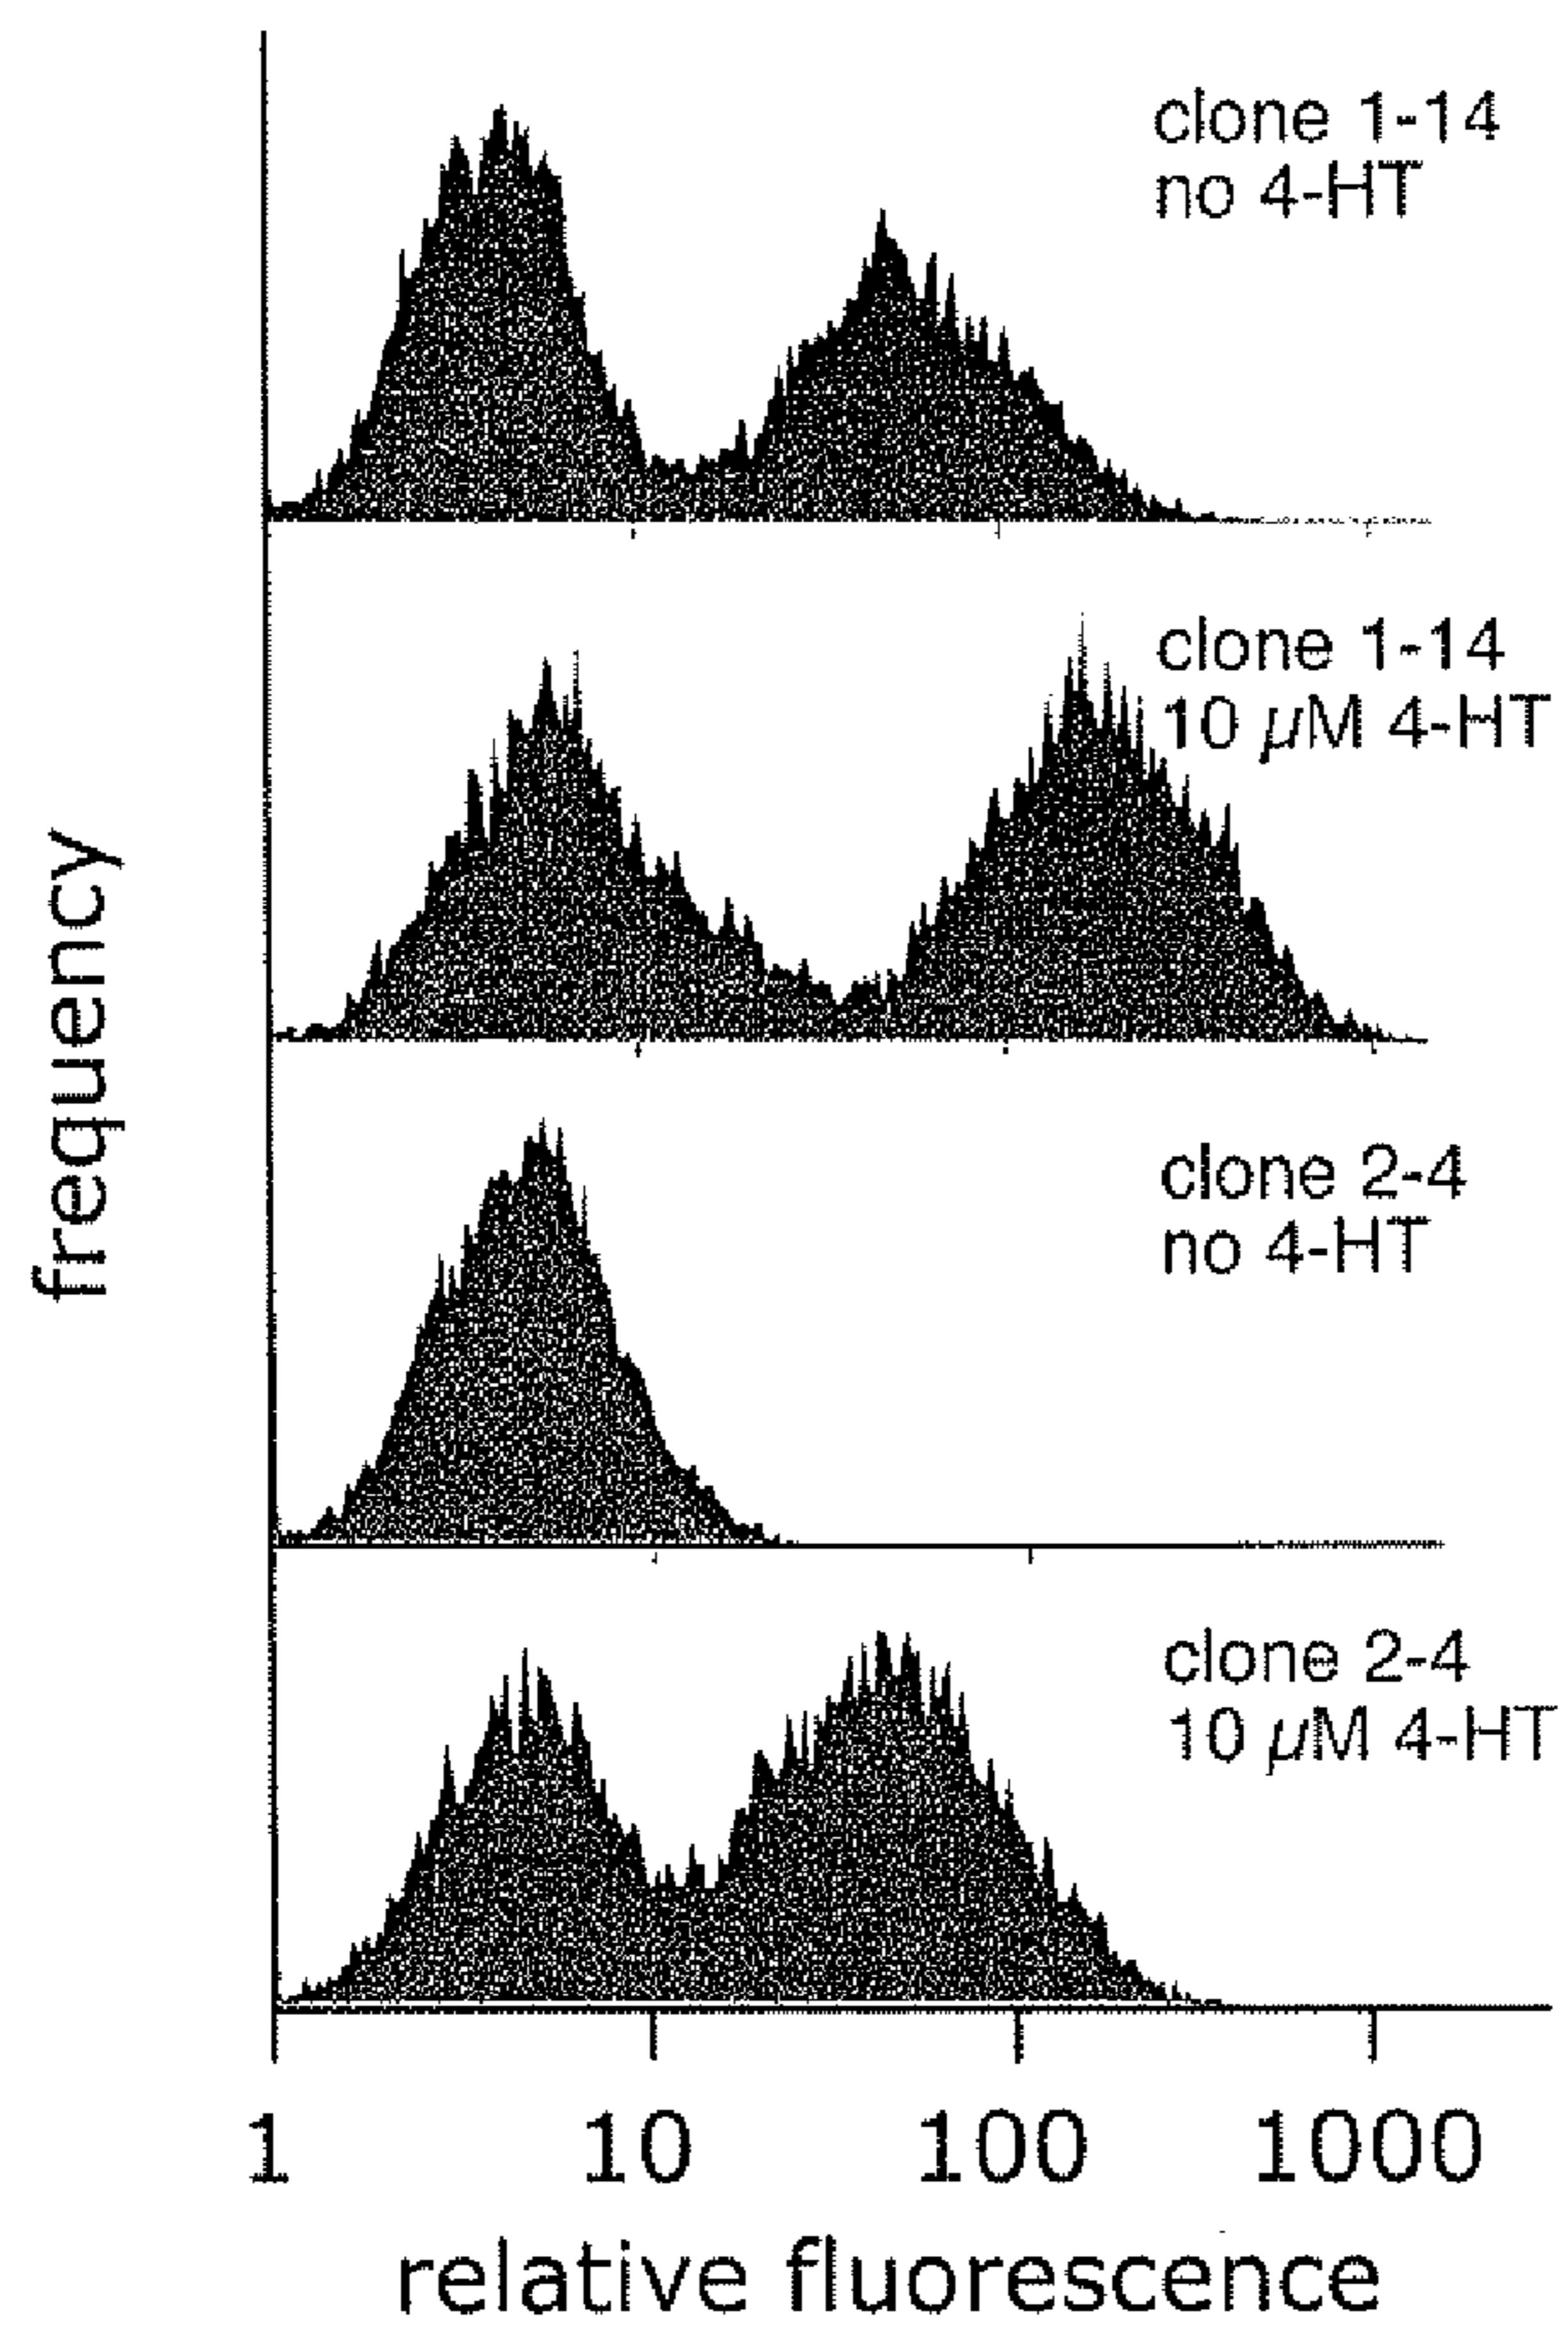 clone 1-14
no 4-HT
clone 1-14
10 µM 4-HT
frequency
clone 2-4
no 4-HT
clone 2-4
10 µM 4-HT
1 10 100 1000
relative fluorescence